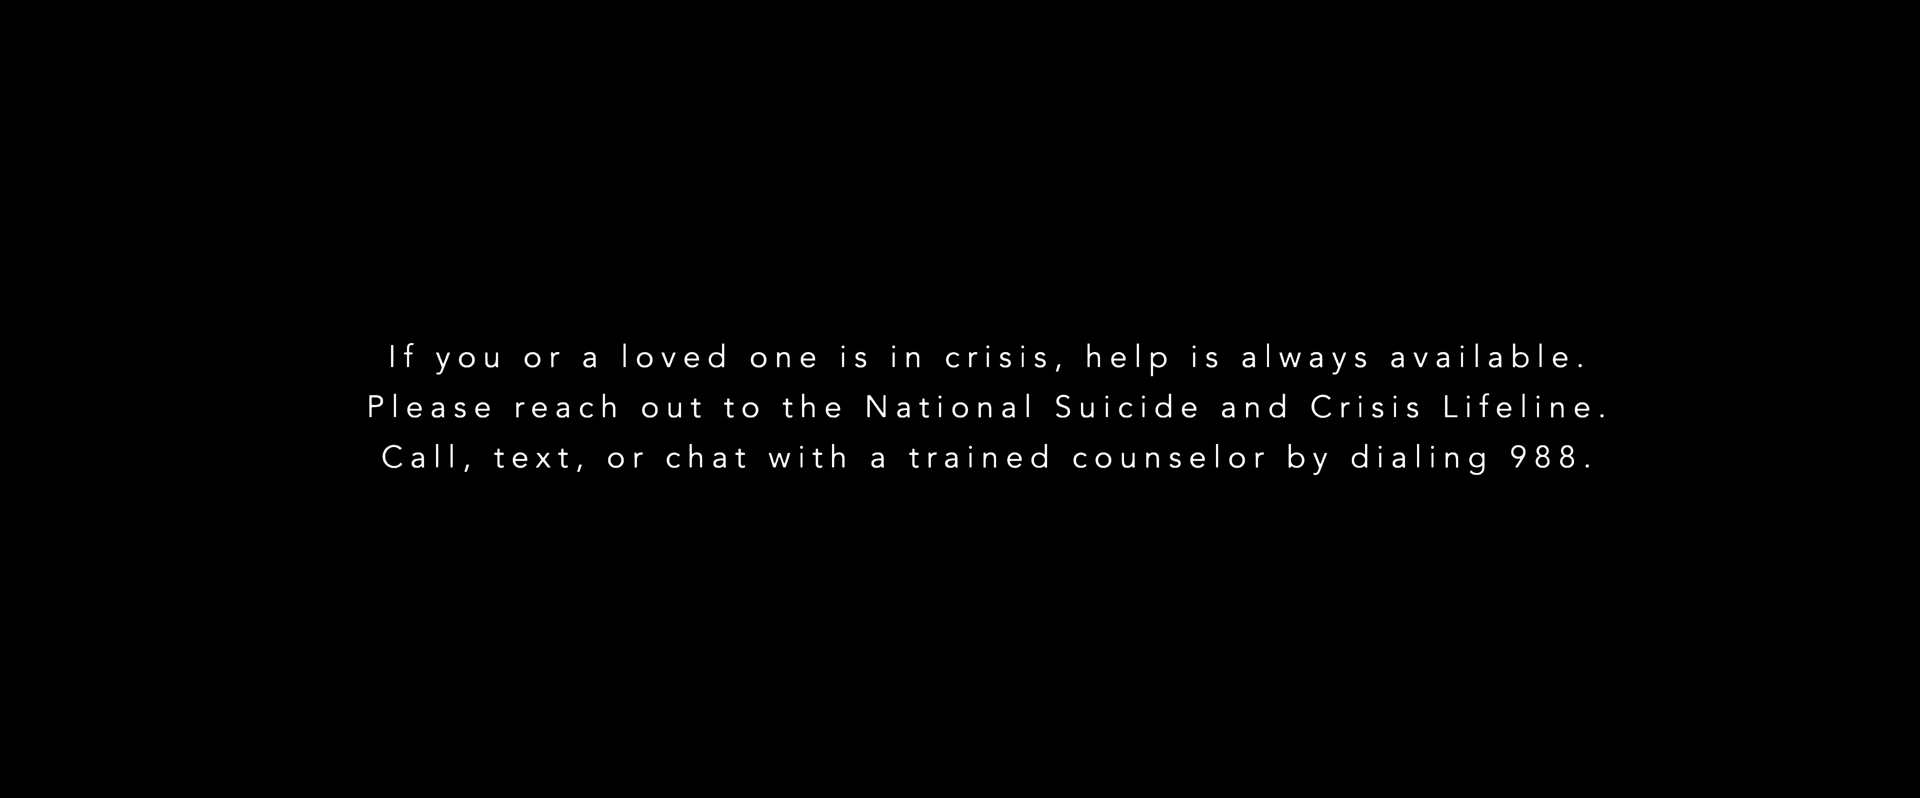 If you or a loved one is in crisis, help is always available.
Please reach out to the National Suicide and Crisis Lifeline.
Call, text, or chat with a trained counselor by dialing 988.